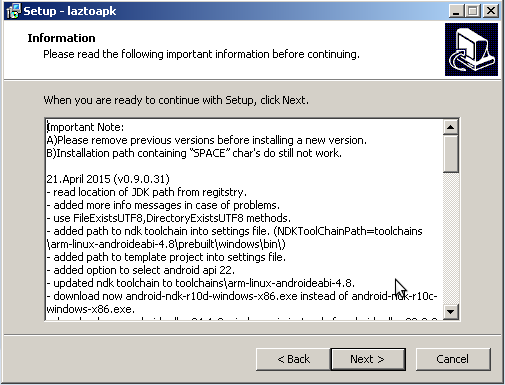 Setup - laztoapk
Information
Please read the following important information before continuing.
When you are ready to continue with Setup, click Next.
Important Note:
A)Please remove previous versions before installing a new version.
B)Installation path containing "SPACE" char's do still not work.
21.April 2015 (v0.9.0.31)
- read location of JDK path from regitstry.
- added more info messages in case of problems.
- use FileExistsUTF8,DirectoryExistsUTF8 methods.
- added path to ndk toolchain into settings file. (NDKToolChainPath=toolchains
\arm-linux-androideabi-4.8\prebuilt\windows\bin\)
- added path to template project into settings file.
- added option to select android api 22.
- updated ndk toolchain to toolchains\arm-linux-androideabi-4.8.
- download now android-ndk-r10d-windows-x86.exe instead of android-ndk-r10c-
windows-x86.exe.
< Back
Next >
Cancel